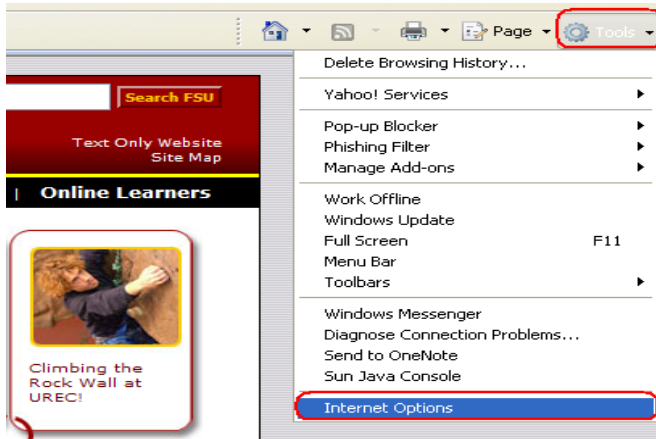 Page Tools
Delete Browsing History...
Search FSU
Yahoo! Services
Pop-up Blocker
Text Only Website
Phishing Filter
Site Map
Manage Add-ons
| Online Learners
Work Offline
Windows Update
Full Screen F11
Menu Bar
Toolbars
Windows Messenger
Diagnose Connection Problems...
Send to OneNote
Sun Java Console
Internet Options
Climbing the
Rock Wall at
UREC!